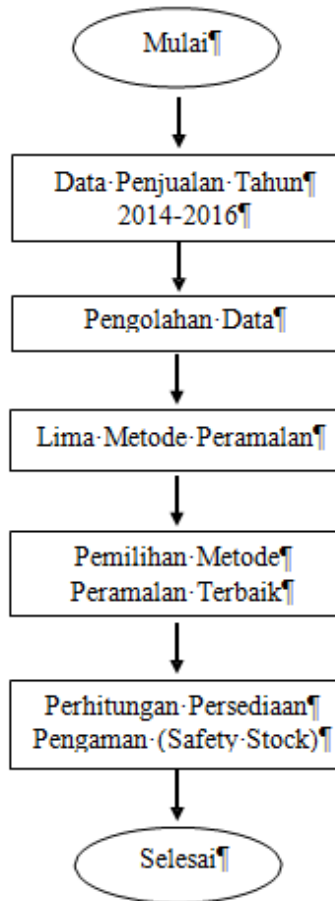 Mulai¶
Data·Penjualan·Tahun¶
2014-2016¶
Pengolahan·Data¶
Lima·Metode·Peramalan¶
Pemilihan·Metode¶
Peramalan·Terbaik¶
Perhitungan·Persediaan¶
Pengaman·(Safety·Stock)¶
Selesai¶